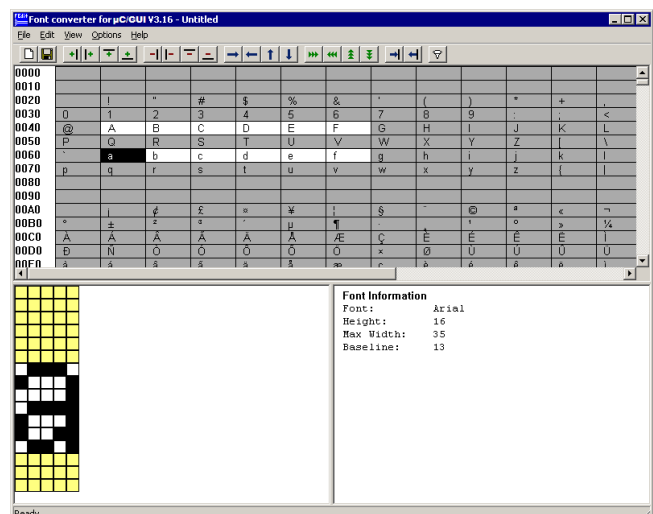 Font converter for µC/GUI V3.16 - Untitled
File Edit View Options Help
0000
0010
0020 ! " # $ % & ' ( ) * + ,
0030 0 1 2 3 4 5 6 7 8 9 : ; <
0040 @ A B C D E F G H I J K L
0050 P Q R S T U V W X Y Z [ \
0060 ` a b c d e f g h i j k l
0070 p q r s t u v w x y z { |
0080
0090
00A0 ¡ ¢ £ ¤ ¥ ¦ § ¨ © ª « ¬
00B0 ° ± ² ³ ´ µ ¶ · ¸ ¹ º » ¼
00C0 À Á Â Ã Ä Å Æ Ç È É Ê Ë Ì
00D0 Ð Ñ Ò Ó Ô Õ Ö × Ø Ù Ú Û Ü
00E0
Font Information
Font: Arial
Height: 16
Max Width: 35
Baseline: 13
Ready